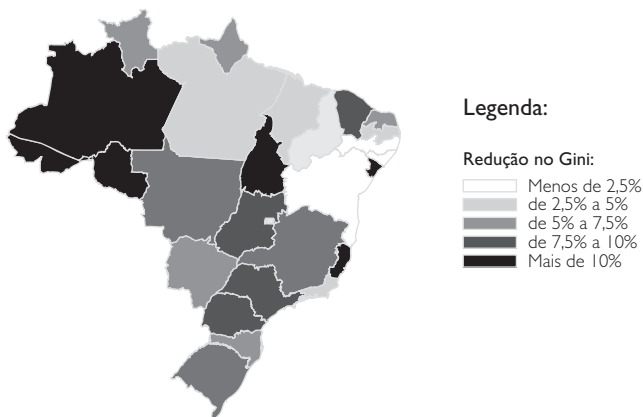 Legenda:
Redução no Gini:
Menos de 2,5%
de 2,5% a 5%
de 5% a 7,5%
de 7,5% a 10%
Mais de 10%